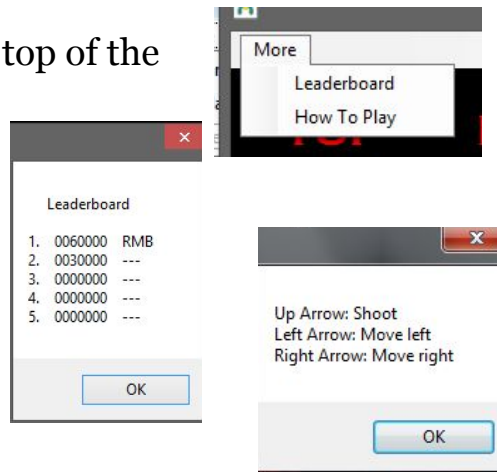 top of the
More
Leaderboard
How To Play
Leaderboard
1. 0060000 RMB
2. 0030000 ---
3. 0000000 ---
4. 0000000 ---
5. 0000000 ---
OK
Up Arrow: Shoot
Left Arrow: Move left
Right Arrow: Move right
OK